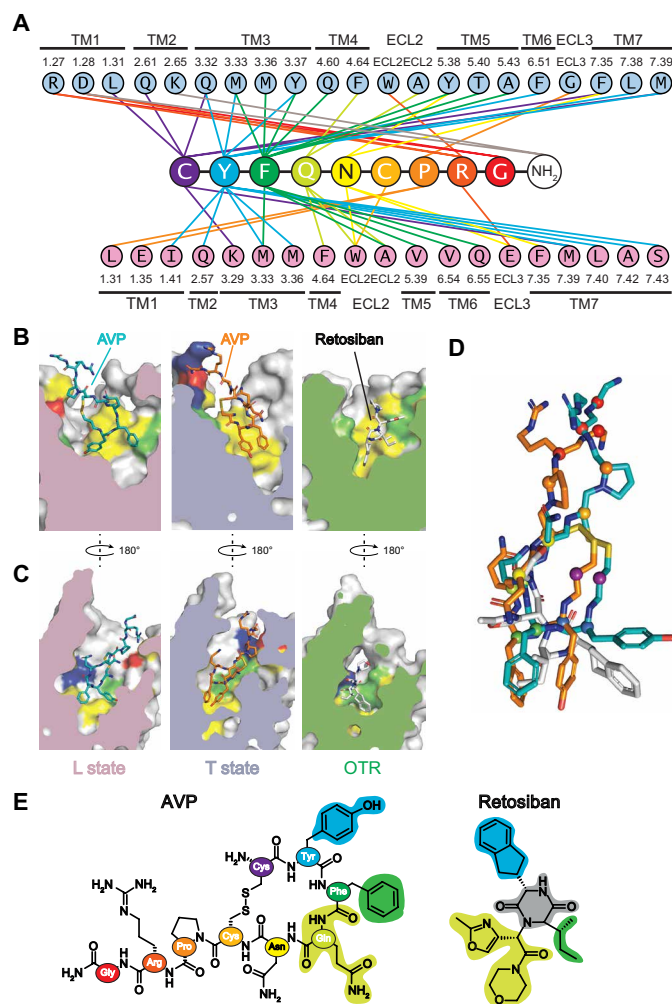 A
TM1 TM2 TM3 TM4 ECL2 TM5 TM6 ECL3 TM7
1.27 1.28 1.31 2.61 2.65 3.32 3.33 3.36 3.37 4.60 4.64 ECL2 ECL2 5.38 5.40 5.43 6.51 ECL3 7.35 7.38 7.39
R D L Q K Q M M Y Q F W A Y T A F G F L M
C Y F Q N C P R G NH2
L E I Q K M M F W A V V Q E F M L A S
1.31 1.35 1.41 2.57 3.29 3.33 3.36 4.64 ECL2 ECL2 5.39 6.54 6.55 ECL3 7.35 7.39 7.40 7.42 7.43
TM1 TM2 TM3 TM4 ECL2 TM5 TM6 ECL3 TM7
B
AVP
AVP
Retosiban
D
180°
180°
180°
C
L state
T state
OTR
E
AVP
Retosiban
OH
O
H2N
N
H
Tyr
Cys
O
NH2
H2N
N
S
S
HN
O
Phe
O
N
HN
O
Pro
N
Cys
N
H
Asn
N
H
Gln
H2N
Gly
N
H
Arg
N
H
O
O
O
NH2
O
NH2
H
N
O
O
N
O
N
O
N
O